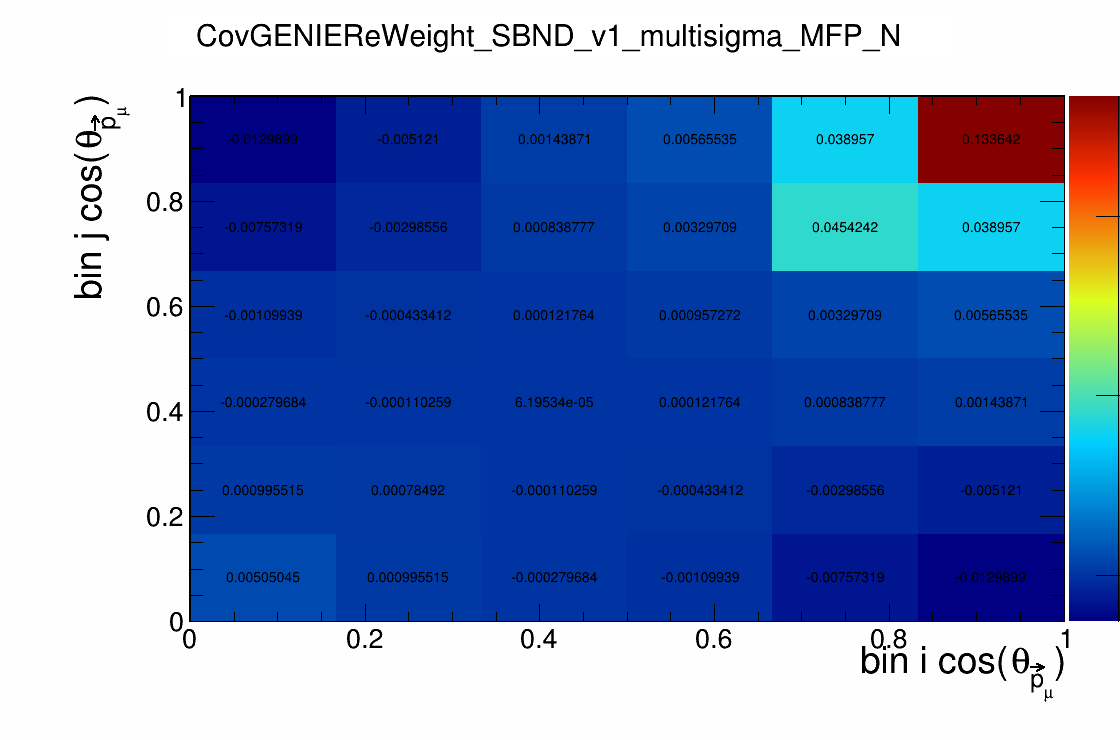 CovGENIEReWeight_SBND_v1_multisigma_MFP_N
bin j cos(θp⃗μ)
1
-0.0129899 -0.005121 0.00143871 0.00565535 0.038957 0.133642
0.8
-0.00757319 -0.00298556 0.000838777 0.00329709 0.0454242 0.038957
0.6
-0.00109939 -0.000433412 0.000121764 0.000957272 0.00329709 0.00565535
0.4
-0.000279684 -0.000110259 6.19534e-05 0.000121764 0.000838777 0.00143871
0.000995515 0.00078492 -0.000110259 -0.000433412 -0.00298556 -0.005121
0.2
0.00505045 0.000995515 -0.000279684 -0.00109939 -0.00757319 -0.0129899
0
0 0.2 0.4 0.6 0.8 1
bin i cos(θp⃗μ)